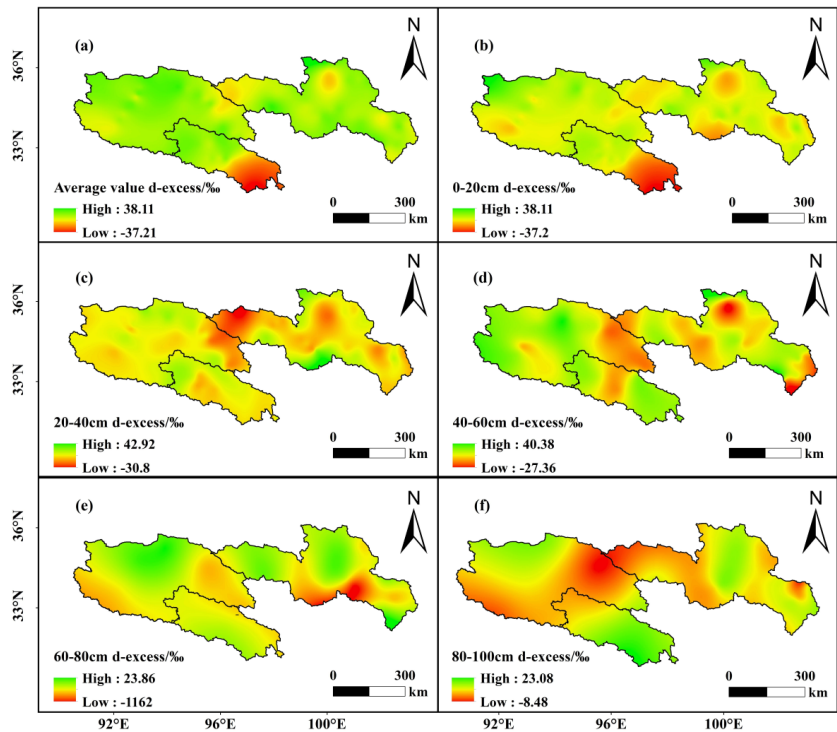 (a)
N
36°N
33°N
Average value d-excess/‰
High : 38.11
Low : -37.21
0 300
km
(b)
N
0-20cm d-excess/‰
High : 38.11
Low : -37.2
0 300
km
(c)
N
36°N
33°N
20-40cm d-excess/‰
High : 42.92
Low : -30.8
0 300
km
(d)
N
40-60cm d-excess/‰
High : 40.38
Low : -27.36
0 300
km
(e)
N
36°N
33°N
60-80cm d-excess/‰
High : 23.86
Low : -1162
0 300
km
(f)
N
80-100cm d-excess/‰
High : 23.08
Low : -8.48
0 300
km
92°E 96°E 100°E
92°E 96°E 100°E